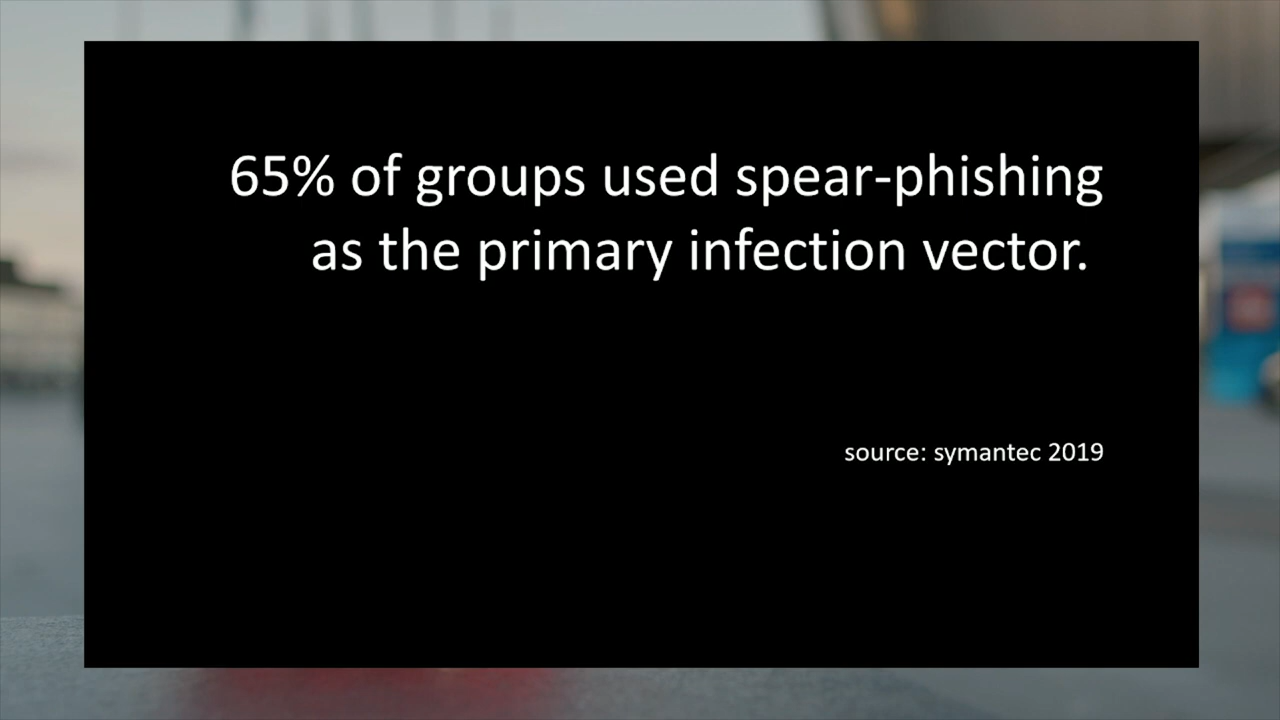 65% of groups used spear-phishing
as the primary infection vector.
source: symantec 2019